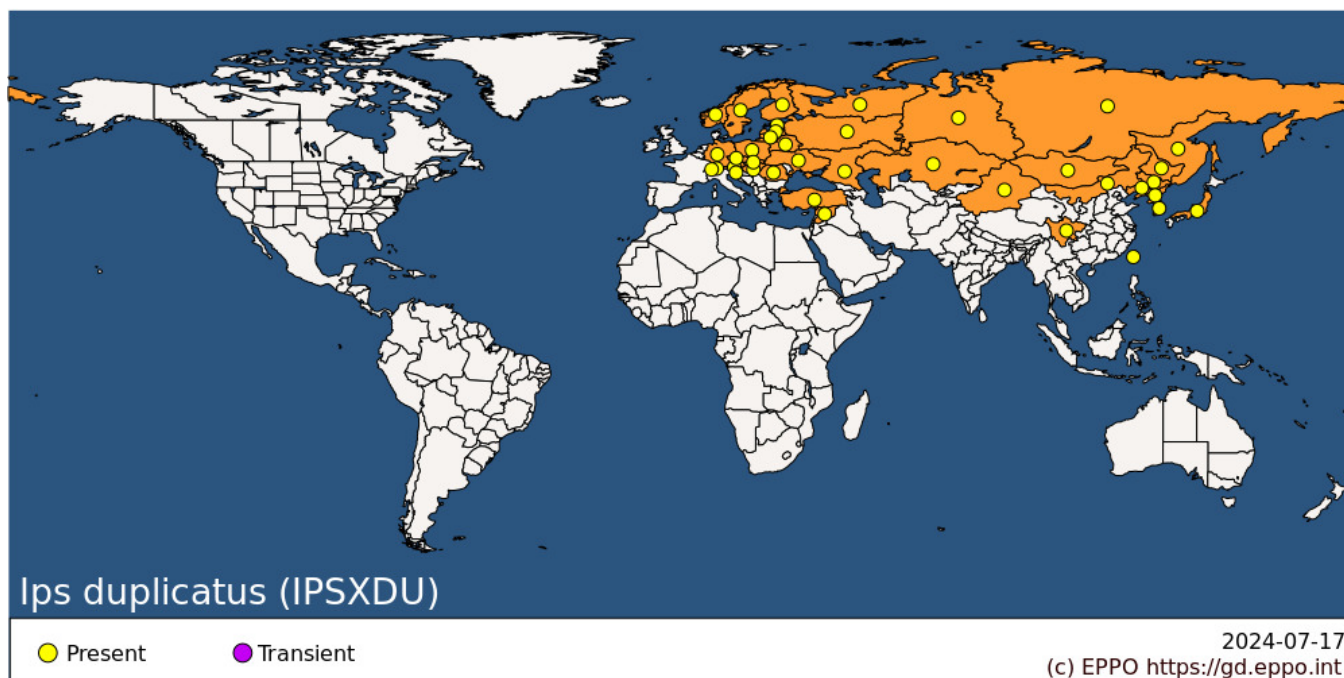 Ips duplicatus (IPSXDU)
Present
Transient
2024-07-17
(c) EPPO https://gd.eppo.int